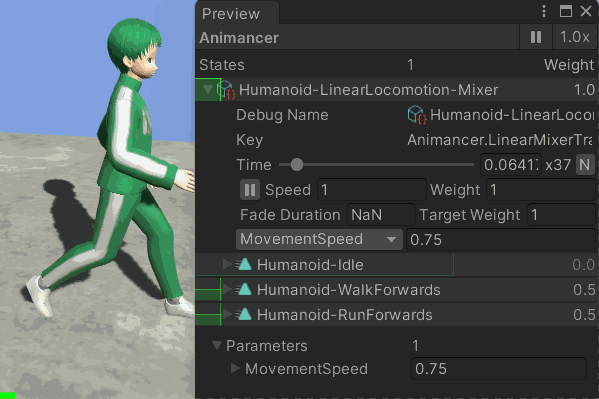 Preview
Animancer 1.0x
States 1 Weight
Humanoid-LinearLocomotion-Mixer 1.0
Debug Name Humanoid-LinearLocor
Key Animancer.LinearMixerTra
Time 0.0641 x37 N
Speed 1 Weight 1
Fade Duration NaN Target Weight 1
MovementSpeed 0.75
Humanoid-Idle 0.0
Humanoid-WalkForwards 0.5
Humanoid-RunForwards 0.5
Parameters 1
MovementSpeed 0.75